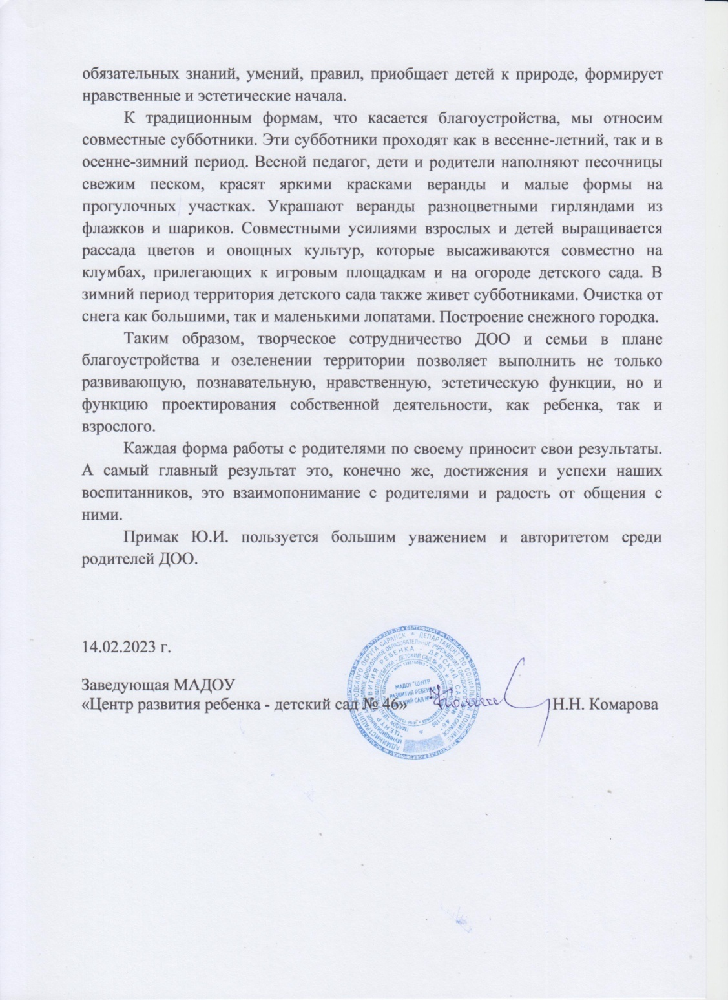 обязательных знаний, умений, правил, приобщает детей к природе, формирует
нравственные и эстетические начала.
К традиционным формам, что касается благоустройства, мы относим
совместные субботники. Эти субботники проходят как в весенне-летний, так и в
осенне-зимний период. Весной педагог, дети и родители наполняют песочницы
свежим песком, красят яркими красками веранды и малые формы на
прогулочных участках. Украшают веранды разноцветными гирляндами из
флажков и шариков. Совместными усилиями взрослых и детей выращивается
рассада цветов и овощных культур, которые высаживаются совместно на
клумбах, прилегающих к игровым площадкам и на огороде детского сада. В
зимний период территория детского сада также живет субботниками. Очистка от
снега как большими, так и маленькими лопатами. Построение снежного городка.
Таким образом, творческое сотрудничество ДОО и семьи в плане
благоустройства и озеленении территории позволяет выполнить не только
развивающую, познавательную, нравственную, эстетическую функции, но и
функцию проектирования собственной деятельности, как ребенка, так и
взрослого.
Каждая форма работы с родителями по своему приносит свои результаты.
А самый главный результат это, конечно же, достижения и успехи наших
воспитанников, это взаимопонимание с родителями и радость от общения с
ними.
Примак Ю.И. пользуется большим уважением и авторитетом среди
родителей ДОО.
14.02.2023 г.
Заведующая МАДОУ
«Центр развития ребенка - детский сад № 46» Н.Н. Комарова
МАДОУ "ЦЕНТР
РАЗВИТИЯ РЕБЕНКА